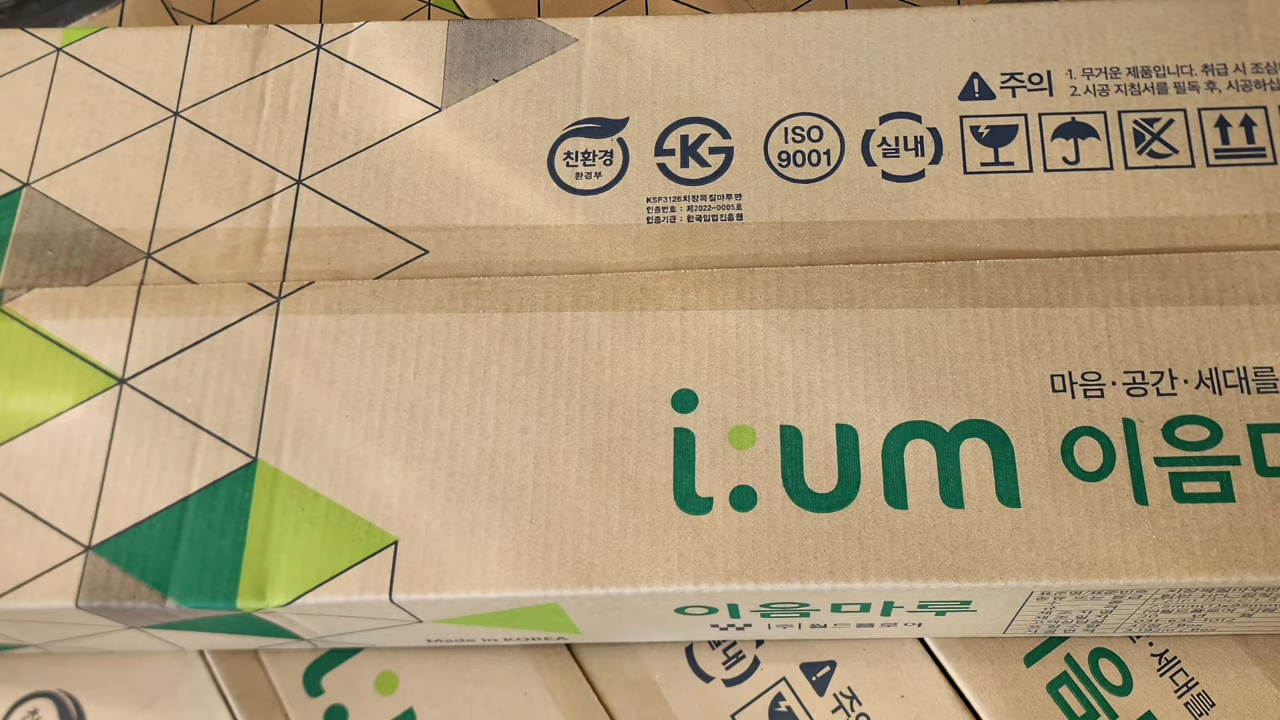 주의
1. 무거운 제품입니다. 취급 시 조심
2. 시공 지침서를 필독 후, 시공하십
친환경
환경부
K
ISO
9001
실내
KSF3126치장목질마루판
인증번호 : 제2022-0005호
인증기관 : 한국임업진흥원
마음·공간·세대를
i:um 이음마
이음마루
Made in KOREA
실내
주의
세대를
이음